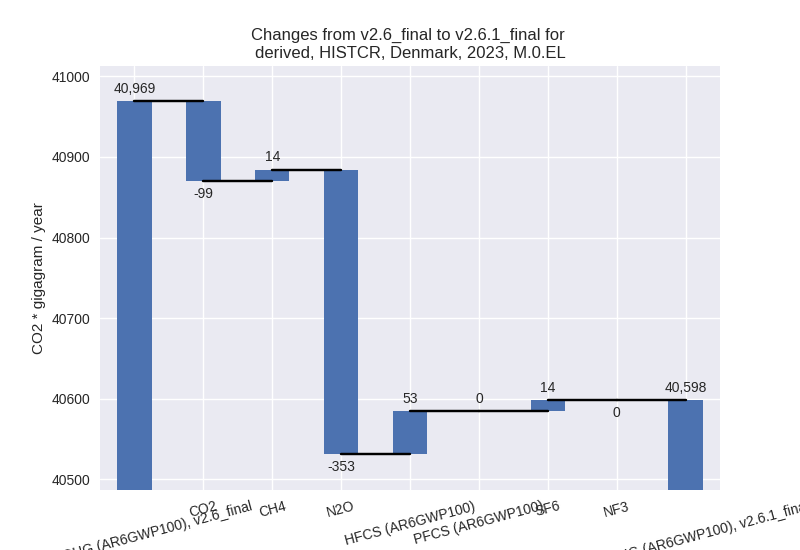 Changes from v2.6_final to v2.6.1_final for
derived, HISTCR, Denmark, 2023, M.0.EL
CO2 * gigagram / year
41000
40900
40800
40700
40600
40500
40,969
-99
14
-353
53
0
14
0
40,598
(AR6GWP100), v2.6_final
CO2
CH4
N2O
HFCS (AR6GWP100)
PFCS (AR6GWP100)
SF6
NF3
(AR6GWP100), v2.6.1_fina